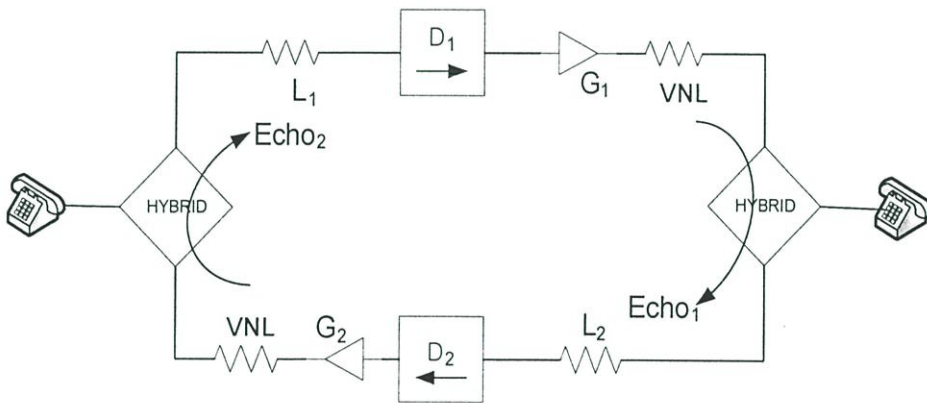 D₁
L₁
G₁
VNL
Echo₂
HYBRID
HYBRID
Echo₁
VNL
G₂
D₂
L₂